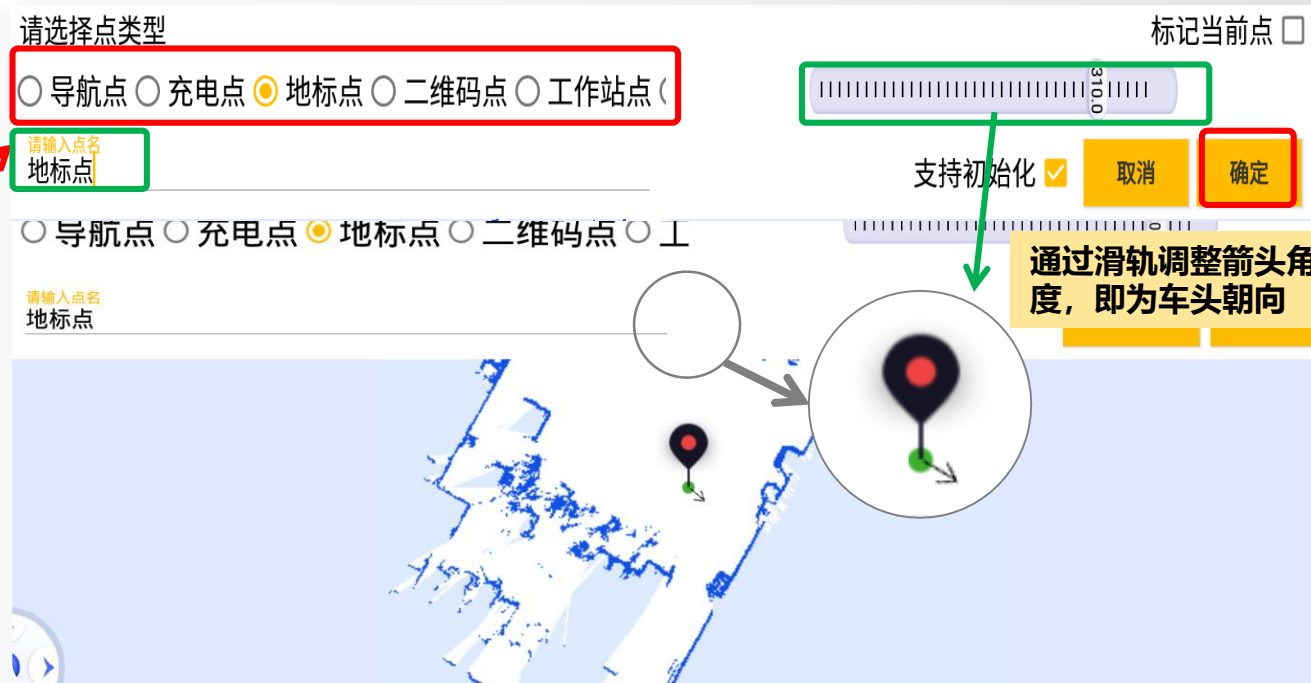 请选择点类型
标记当前点
导航点 充电点 地标点 二维码点 工作站点
310.0
请输入点名
地标点
支持初始化
取消
确定
导航点 充电点 地标点 二维码点 工
通过滑轨调整箭头角
度，即为车头朝向
请输入点名
地标点